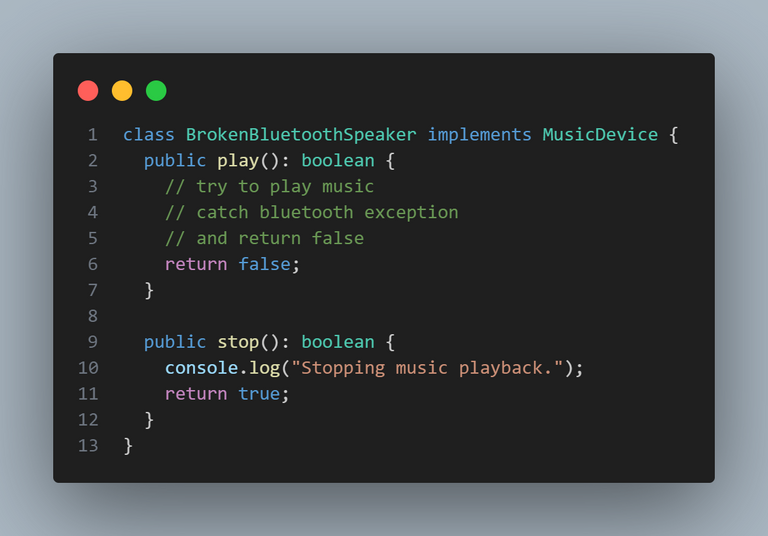 1 class BrokenBluetoothSpeaker implements MusicDevice {
2   public play(): boolean {
3     // try to play music
4     // catch bluetooth exception
5     // and return false
6     return false;
7   }
8
9   public stop(): boolean {
10     console.log("Stopping music playback.");
11     return true;
12   }
13 }